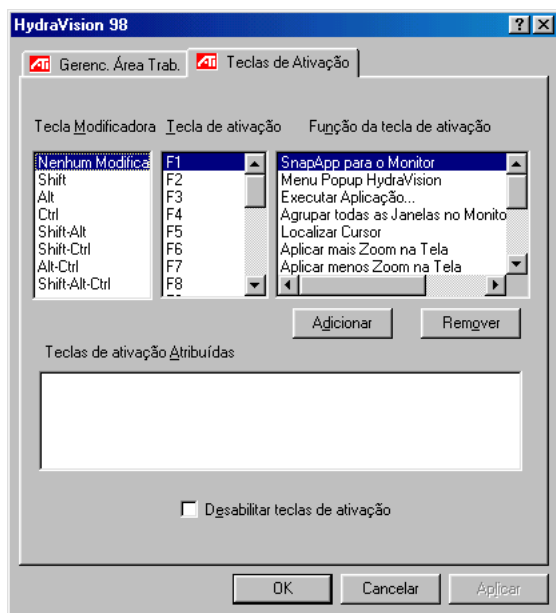 HydraVision 98
ATI Gerenc. Área Trab.
ATI Teclas de Ativação
Tecla Modificadora
Tecla de ativação
Função da tecla de ativação
Nenhum Modifica
Shift
Alt
Ctrl
Shift-Alt
Shift-Ctrl
Alt-Ctrl
Shift-Alt-Ctrl
F1
F2
F3
F4
F5
F6
F7
F8
SnapApp para o Monitor
Menu Popup HydraVision
Executar Aplicação...
Agrupar todas as Janelas no Monito
Localizar Cursor
Aplicar mais Zoom na Tela
Aplicar menos Zoom na Tela
Adicionar
Remover
Teclas de ativação Atribuídas
Desabilitar teclas de ativação
OK
Cancelar
Aplicar